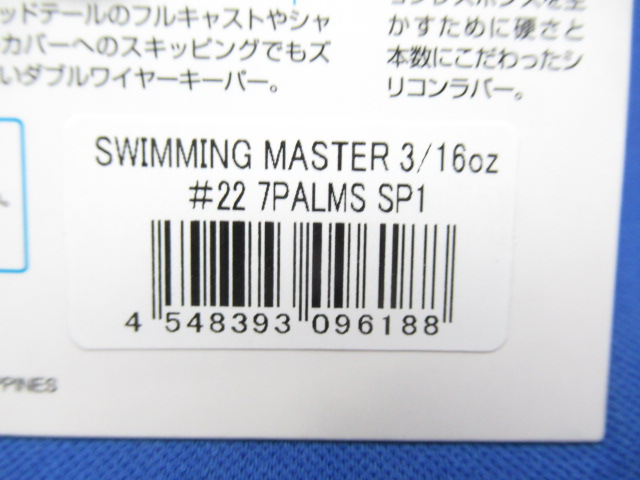 ッドテールのフルキャストやシャ
カバーへのスキッピングでもズ
いダブルワイヤーキーパー。
かすために硬さと
本数にこだわったシ
リコンラバー。
SWIMMING MASTER 3/16oz
#22 7PALMS SP1
4 548393 096188
PPINES